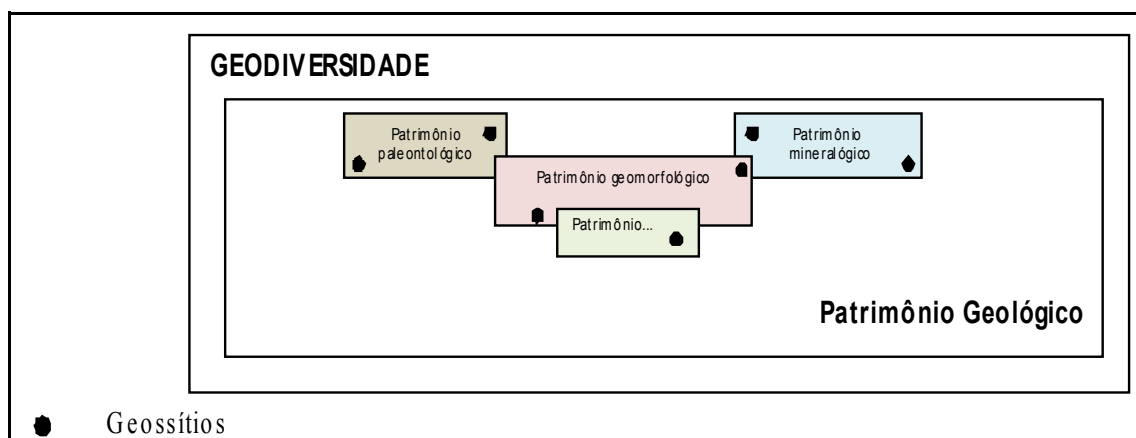 GEODIVERSIDADE
Patrimônio
paleontológico
Patrimônio
mineralógico
Patrimônio geomorfológico
Patrimônio...
Patrimônio Geológico
Geossítios